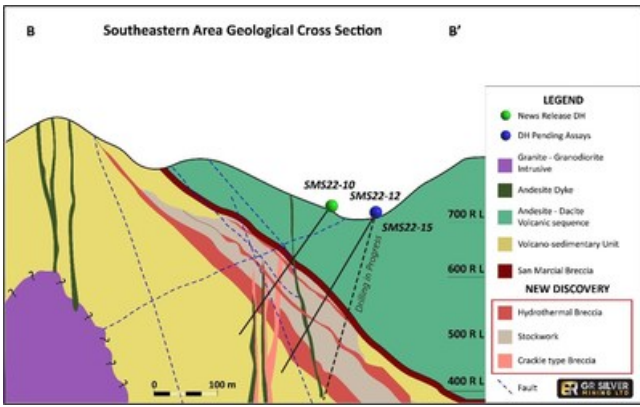 B Southeastern Area Geological Cross Section B'
SMS22-10
SMS22-12
SMS22-15
Drilling in Progress
700 R L
600 R L
500 R L
400 R L
0 100 m
LEGEND
News Release DH
DH Pending Assays
Granite - Granodiorite
Intrusive
Andesite Dyke
Andesite - Dacite
Volcanic sequence
Volcano-sedimentary Unit
San Marcial Breccia
NEW DISCOVERY
Hydrothermal Breccia
Stockwork
Crackle type Breccia
Fault
GR SILVER
MINING LTD